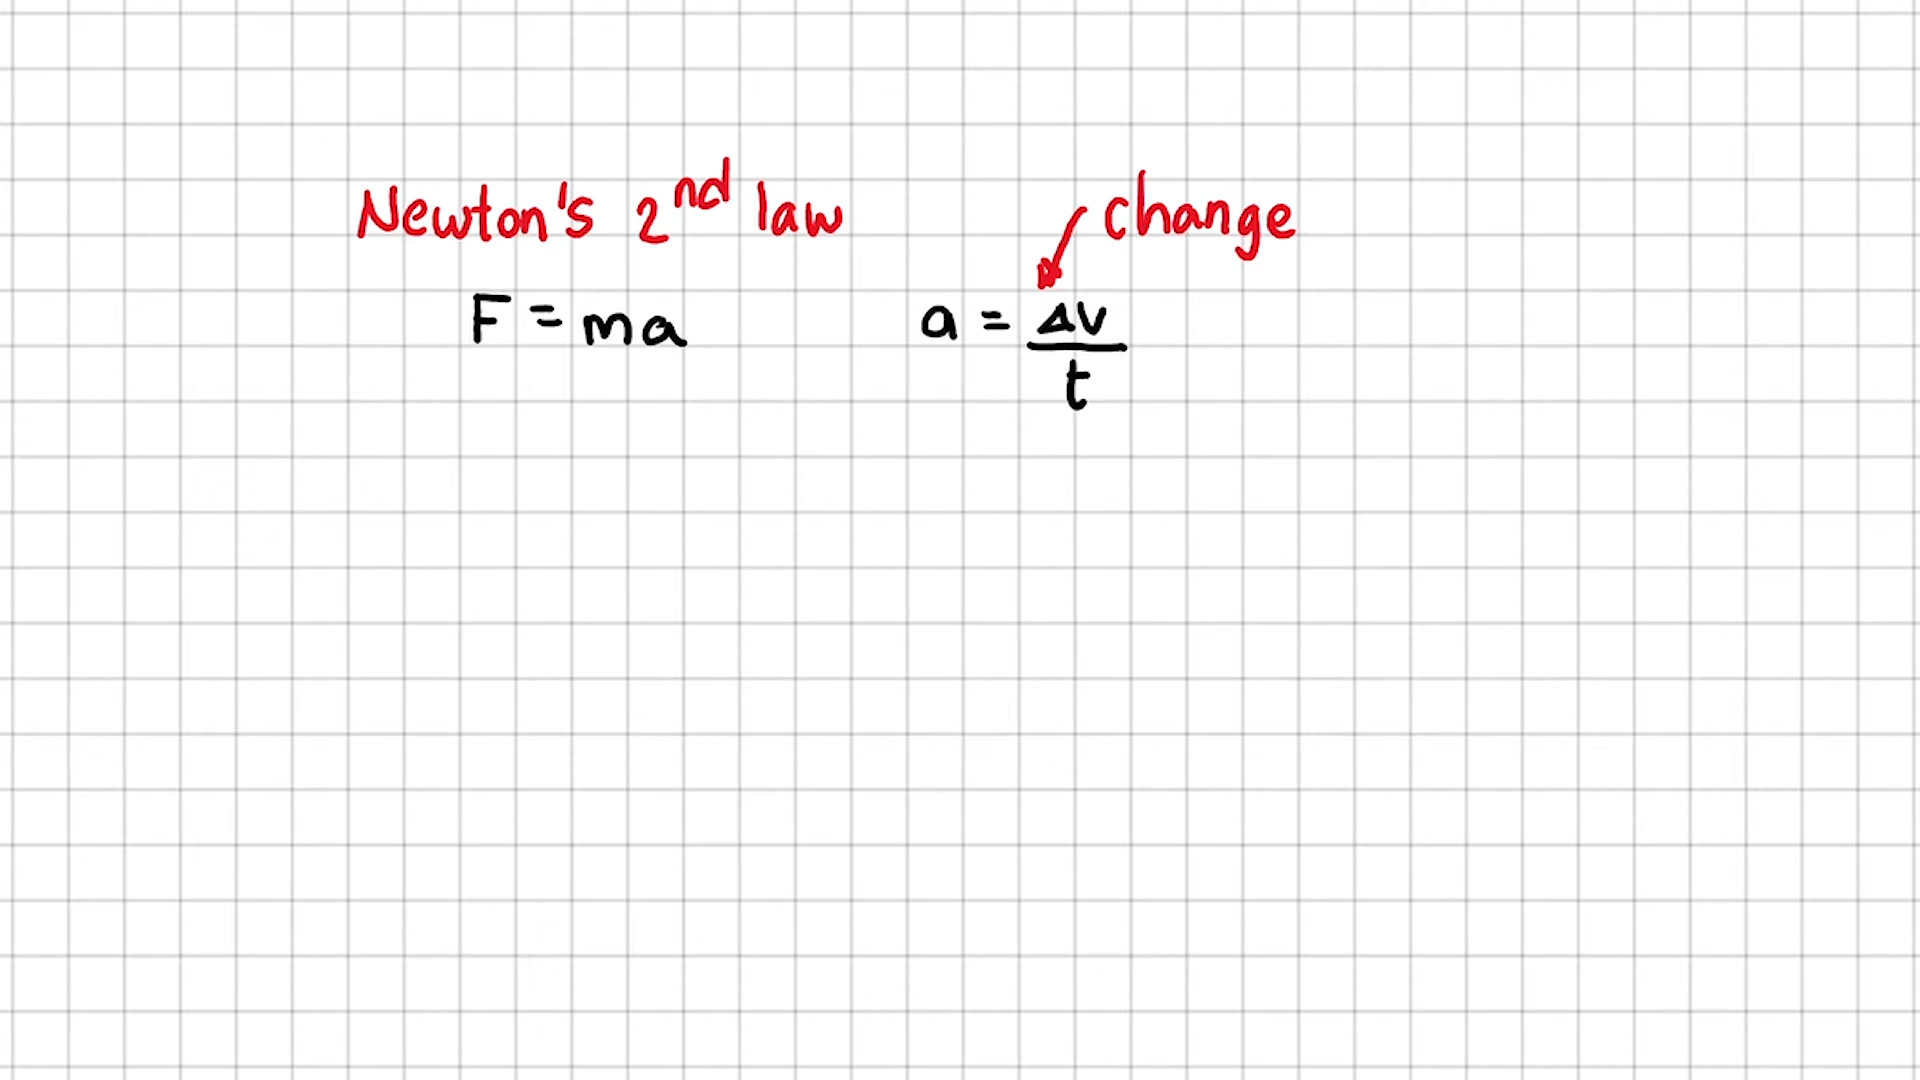 Newton's 2nd law
change
F = ma
a = Δv
t